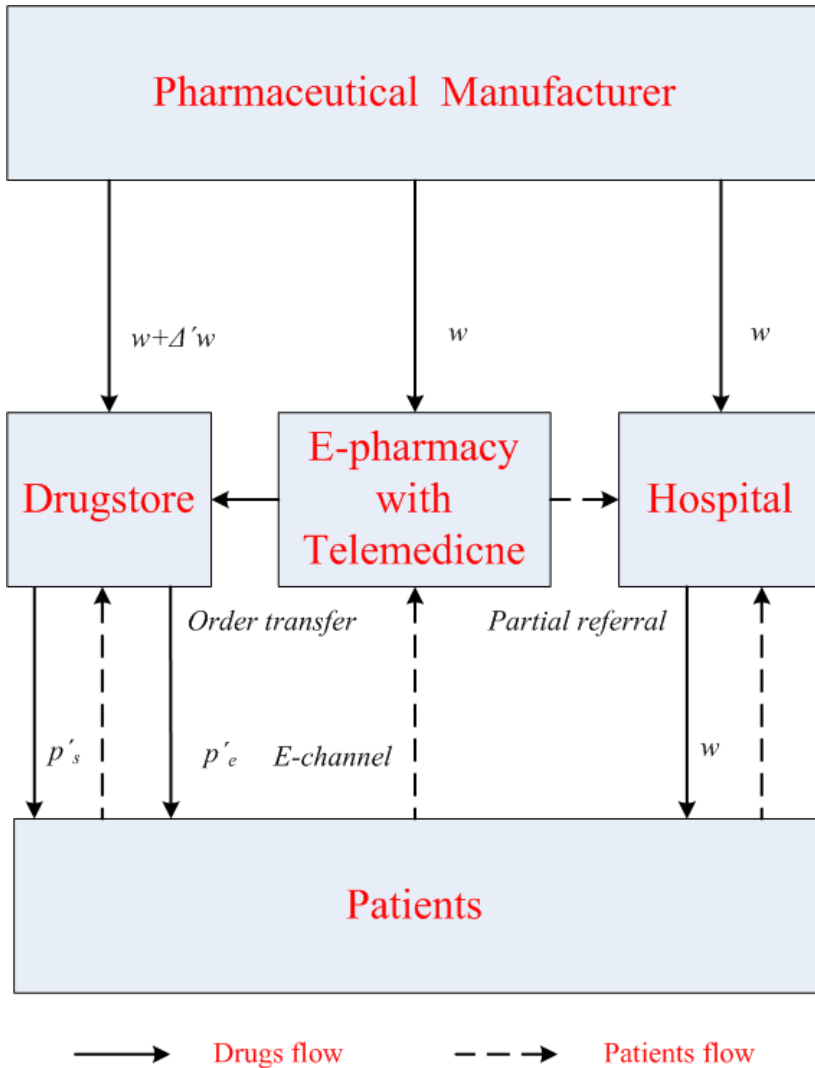 Pharmaceutical Manufacturer
w+Δ´w
w
w
Drugstore
E-pharmacy
with
Telemedicne
Hospital
Order transfer
Partial referral
p´s
p´e
E-channel
w
Patients
Drugs flow
Patients flow